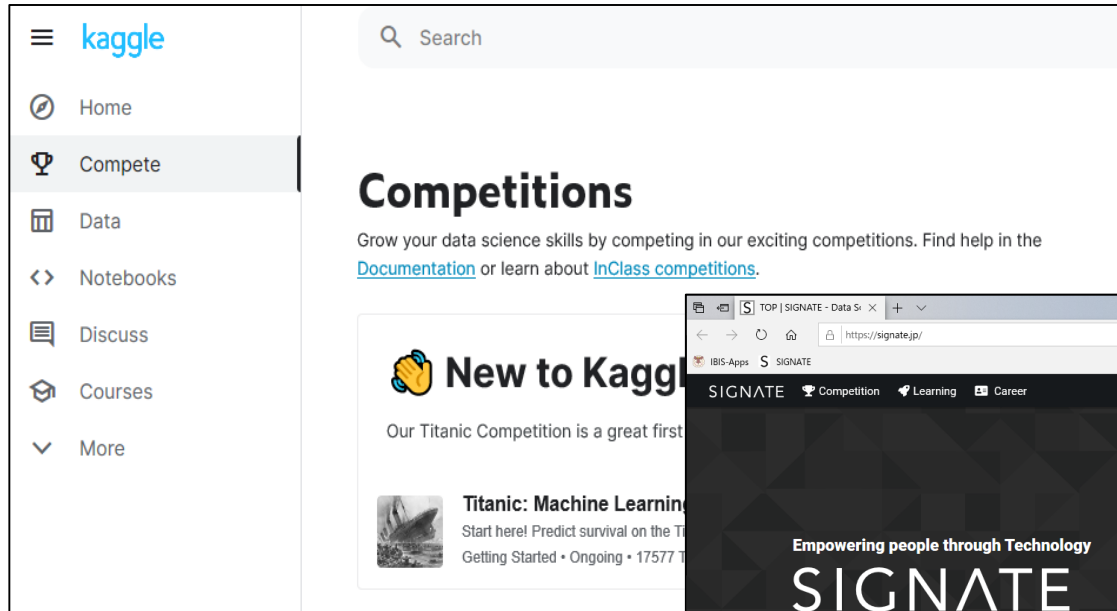 kaggle
Search
Home
Compete
Data
Notebooks
Discuss
Courses
More
Competitions
Grow your data science skills by competing in our exciting competitions. Find help in the
Documentation or learn about InClass competitions.
New to Kaggl
Our Titanic Competition is a great first
Titanic: Machine Learning
Start here! Predict survival on the Ti
Getting Started • Ongoing • 17577 T
S TOP | SIGNATE - Data Sc
https://signate.jp/
IBIS-Apps S SIGNATE
SIGNATE Competition Learning Career
Empowering people through Technology
SIGNATE